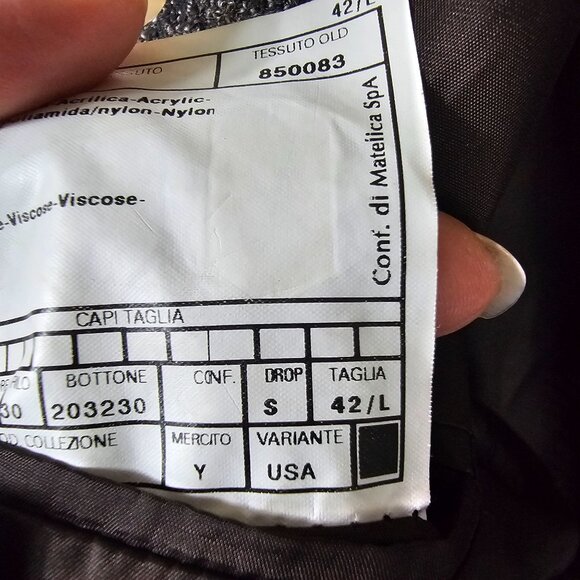 42/L
TESSUTO OLD
850083
Acrilica-Acrylic-
/nylon-Nylon
-Viscose-Viscose-
Conf. di Matelica SpA
CAPI TAGLIA
BOTTONE CONF. DROP TAGLIA
30 203230 S 42/L
COLLEZIONE MERCITO VARIANTE
Y USA